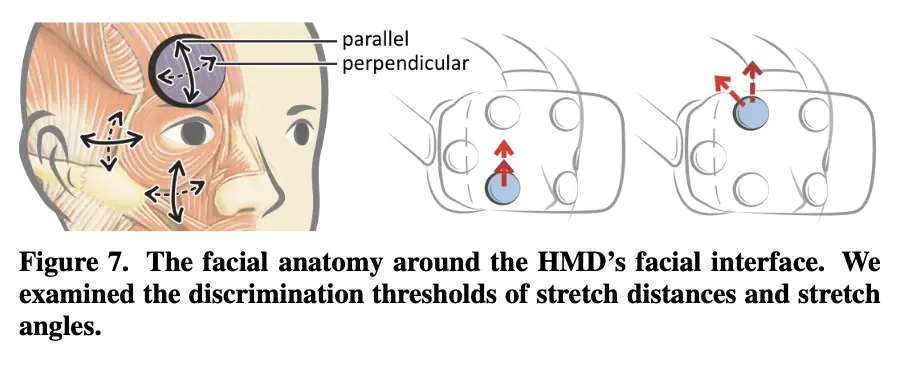 parallel
perpendicular
Figure 7. The facial anatomy around the HMD's facial interface. We
examined the discrimination thresholds of stretch distances and stretch
angles.